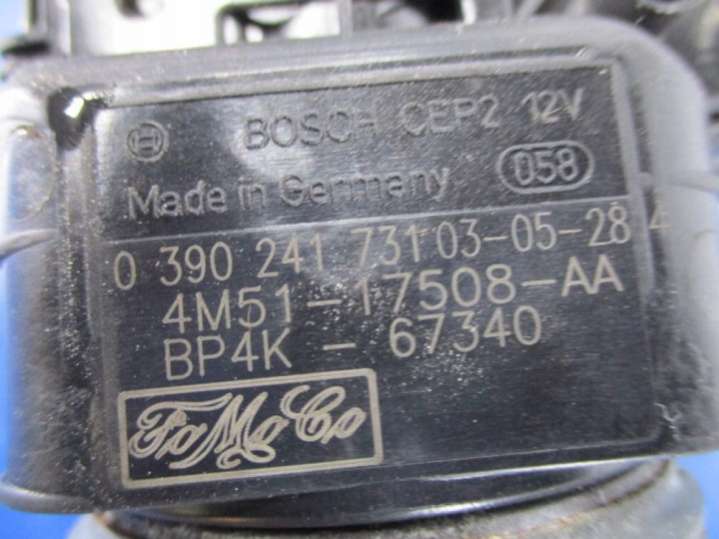 BOSCH CEP2 12V
Made in Germany 058
0 390 241 731 03-05-28 4
4M51-17508-AA
BP4K - 67340
FoMoCo